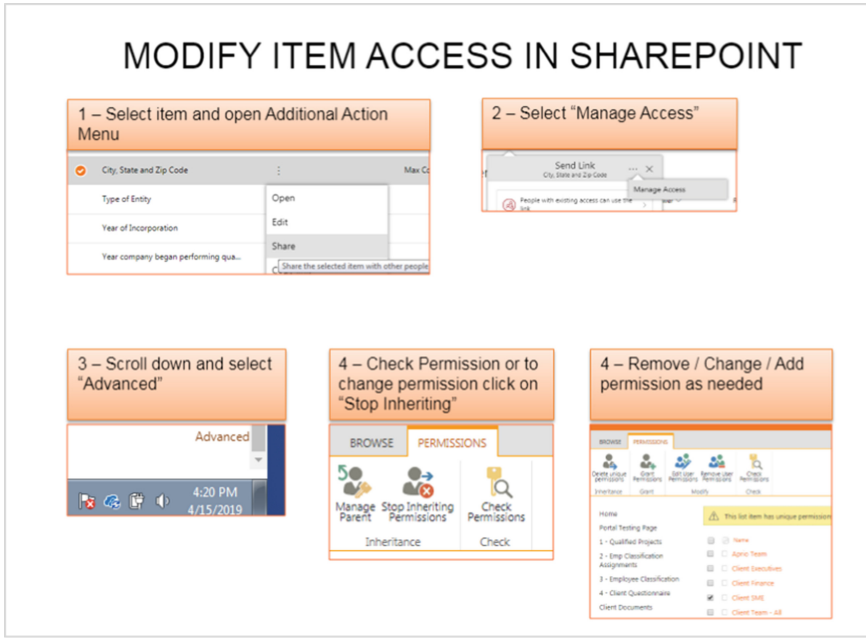 MODIFY ITEM ACCESS IN SHAREPOINT
1 – Select item and open Additional Action
Menu
City, State and Zip Code
Max Co
Type of Entity
Year of Incorporation
Year company began performing qua...
Open
Edit
Share
Share the selected item with other people
2 – Select “Manage Access”
Send Link
City, State and Zip Code
Manage Access
People with existing access can use the
link
3 – Scroll down and select
“Advanced”
Advanced
4:20 PM
4/15/2019
4 – Check Permission or to
change permission click on
“Stop Inheriting”
BROWSE PERMISSIONS
Manage Parent
Stop Inheriting Permissions
Check Permissions
Inheritance Check
4 – Remove / Change / Add
permission as needed
BROWSE PERMISSIONS
Delete unique permissions
Grant Permissions
Edit User Permissions
Remove User Permissions
Check Permissions
Inheritance Grant Modify Check
Home
Portal Testing Page
1 - Qualified Projects
2 - Emp Classification
Assignments
3 - Employee Classification
4 - Client Questionnaire
Client Documents
This list item has unique permission
Name
Aprio Team
Client Executives
Client Finance
Client SME
Client Team - All